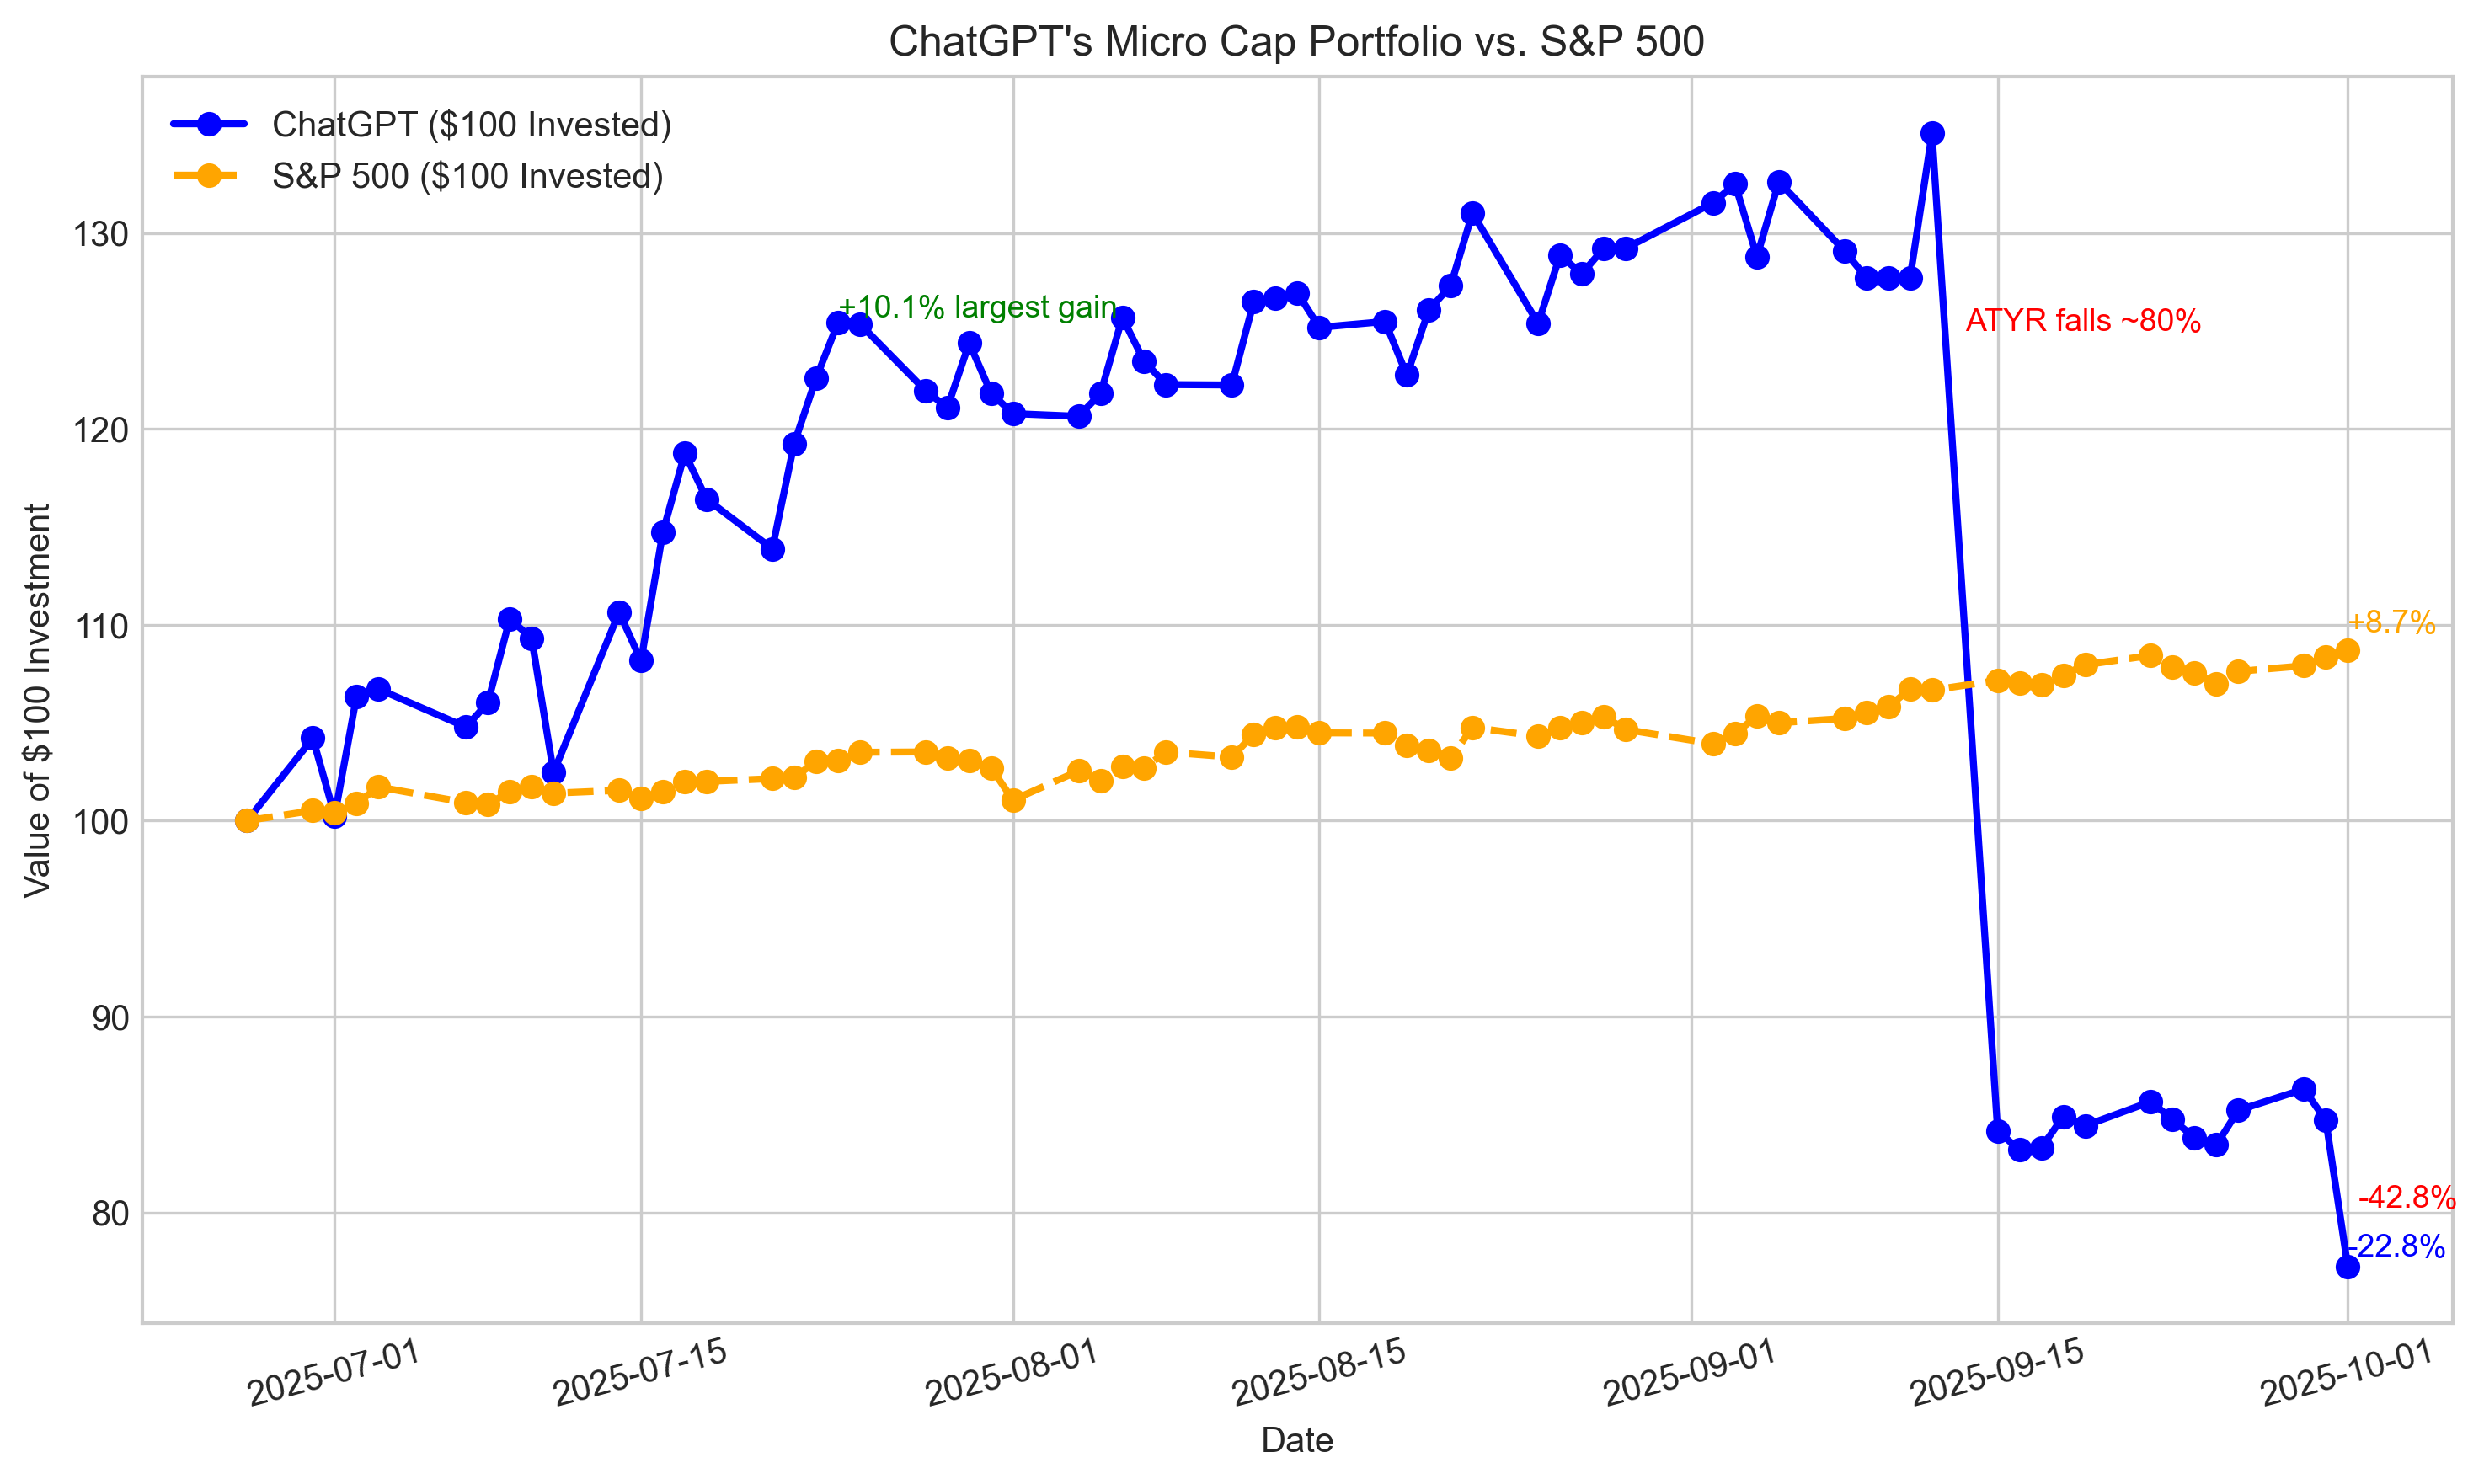 ChatGPT's Micro Cap Portfolio vs. S&P 500
ChatGPT ($100 Invested)
S&P 500 ($100 Invested)
Value of $100 Investment
130
120
110
100
90
80
+10.1% largest gain
ATYR falls ~80%
+8.7%
-42.8%
-22.8%
2025-07-01
2025-07-15
2025-08-01
2025-08-15
2025-09-01
2025-09-15
2025-10-01
Date